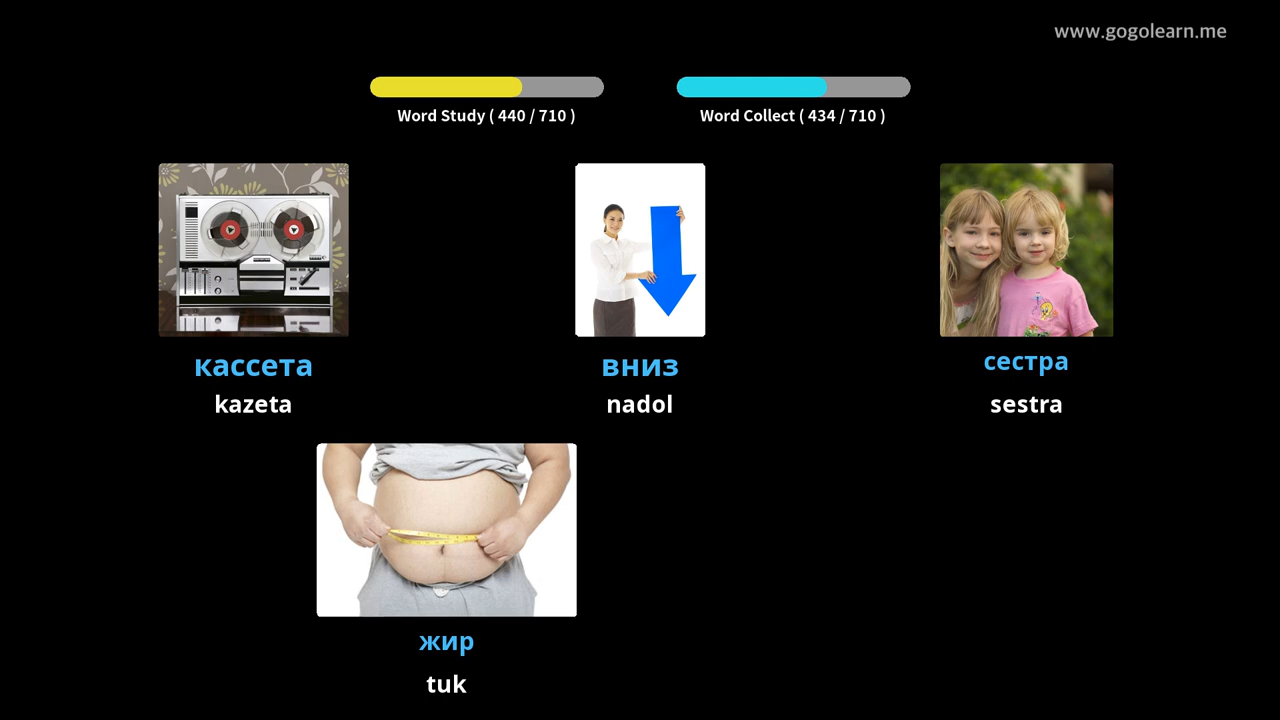 www.gogolearn.me
Word Study ( 440 / 710 )
Word Collect ( 434 / 710 )
кассета
kazeta
вниз
nadol
сестра
sestra
жир
tuk